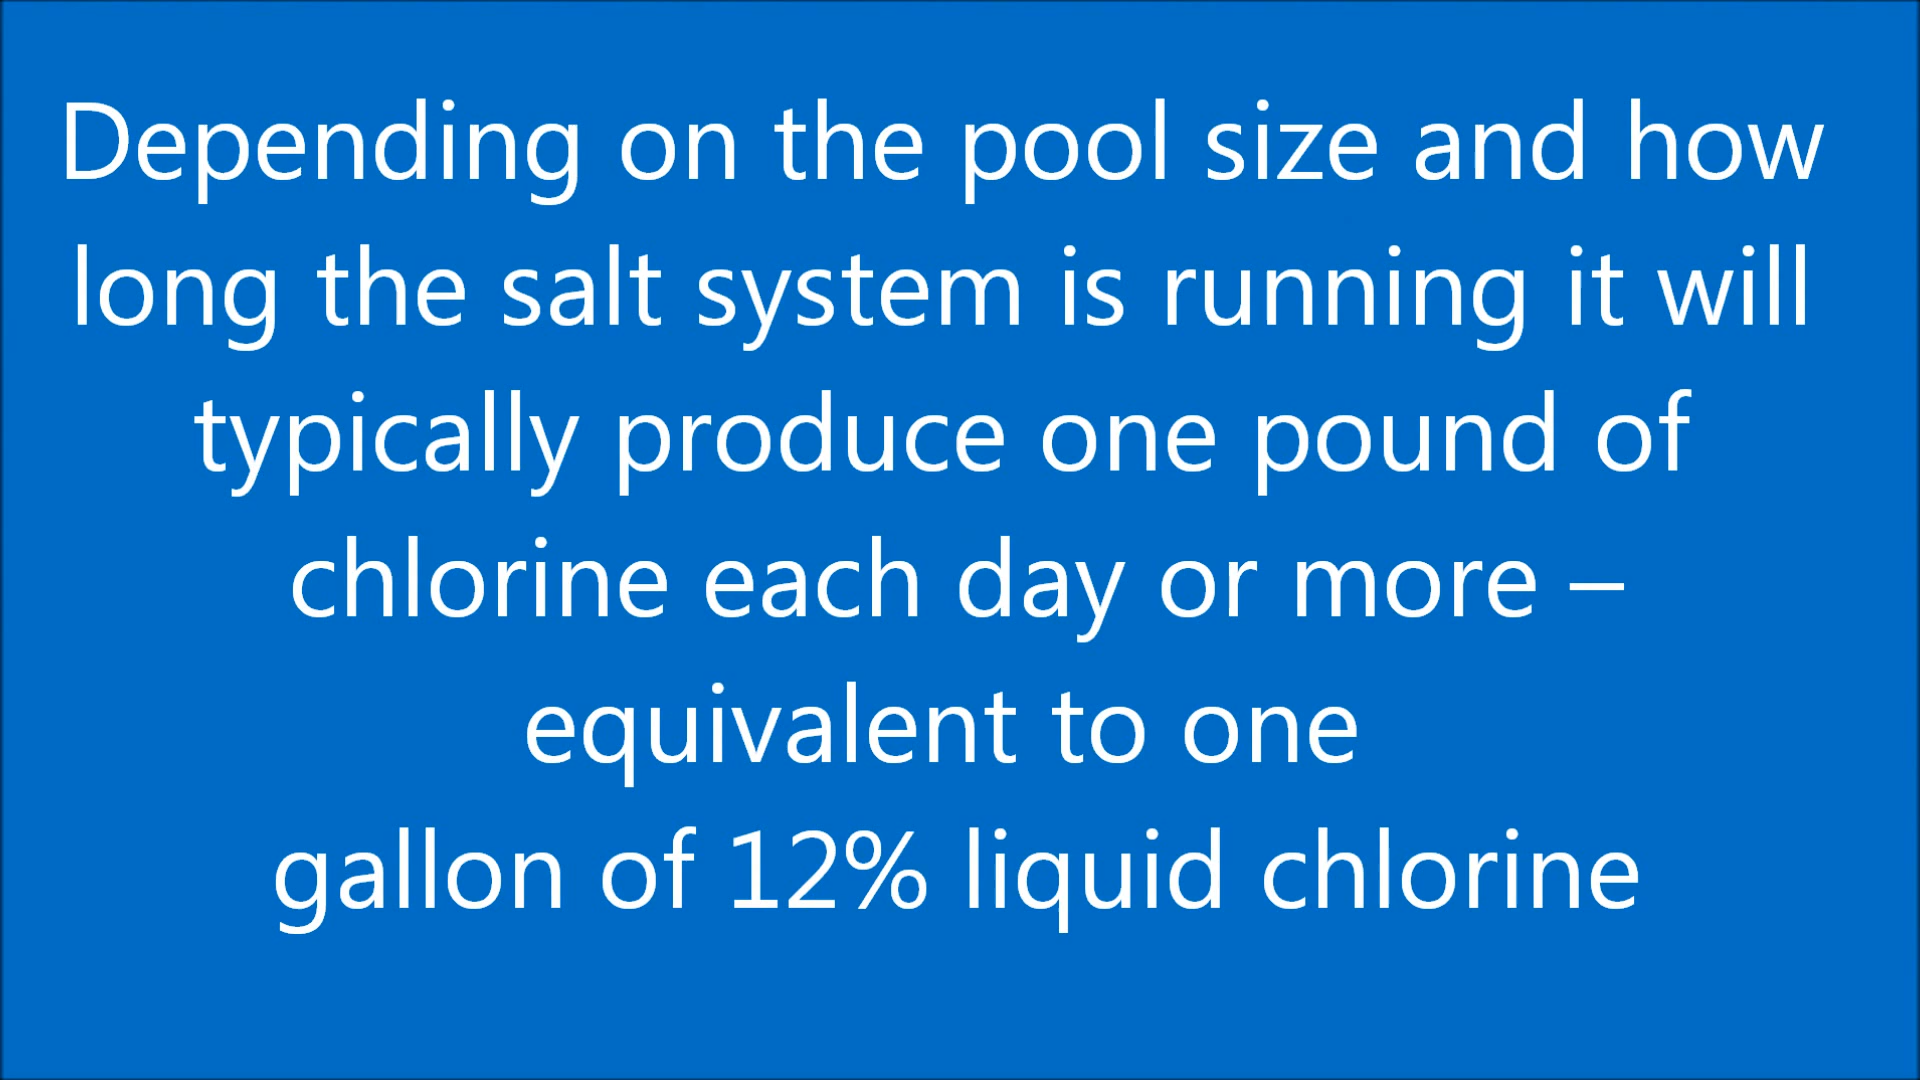 Depending on the pool size and how
long the salt system is running it will
typically produce one pound of
chlorine each day or more –
equivalent to one
gallon of 12% liquid chlorine